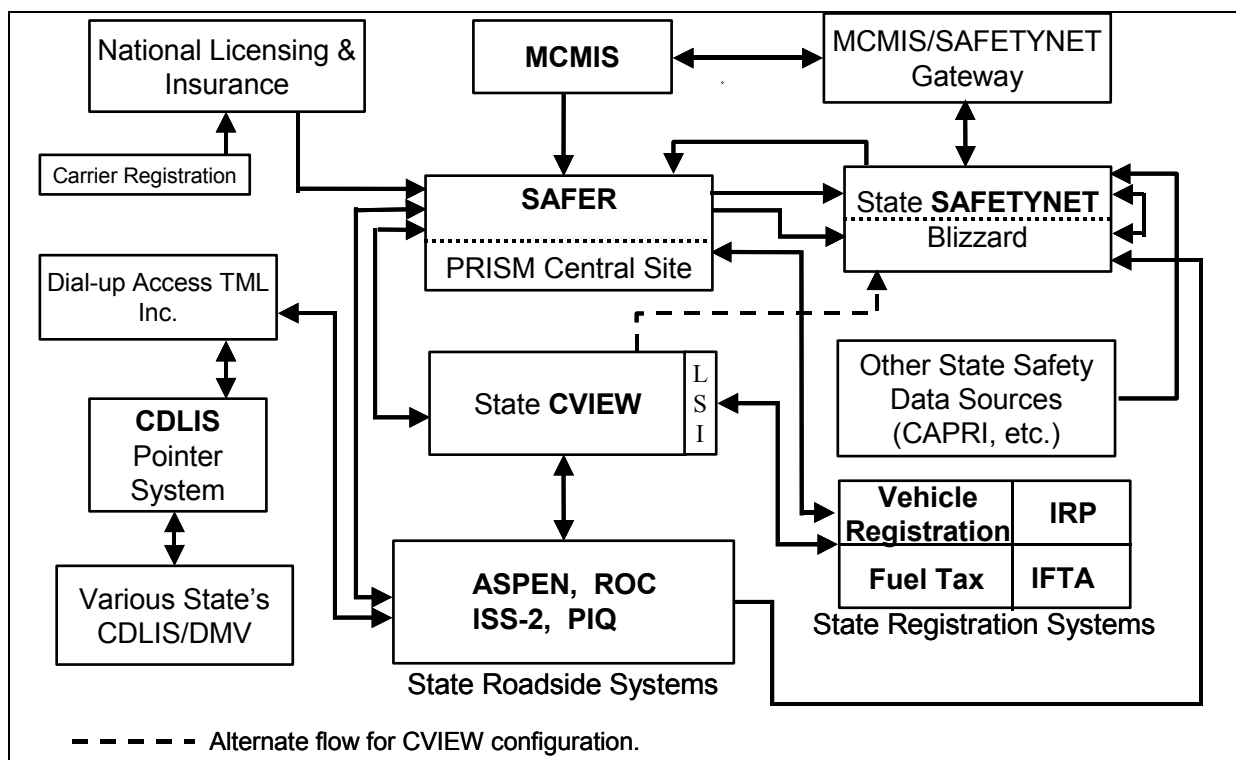 National Licensing &
Insurance
MCMIS
MCMIS/SAFETYNET
Gateway
Carrier Registration
SAFER
PRISM Central Site
State SAFETYNET
Blizzard
Dial-up Access TML
Inc.
State CVIEW
L
S
I
Other State Safety
Data Sources
(CAPRI, etc.)
CDLIS
Pointer
System
Vehicle
Registration
IRP
Fuel Tax
IFTA
State Registration Systems
Various State’s
CDLIS/DMV
ASPEN, ROC
ISS-2, PIQ
State Roadside Systems
Alternate flow for CVIEW configuration.